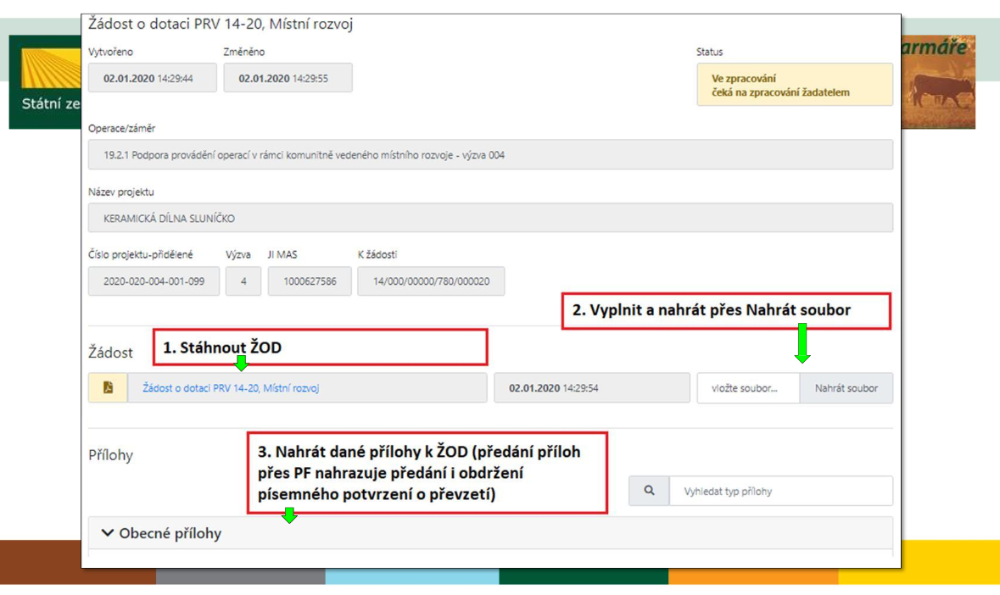 Žádost o dotaci PRV 14-20, Místní rozvoj
Vytvořeno
Změněno
Status
02.01.2020 14:29:44
02.01.2020 14:29:55
Ve zpracování
čeká na zpracování žadatelem
armáře
Státní ze
Operace/záměr
19.2.1 Podpora provádění operací v rámci komunitně vedeného místního rozvoje - výzva 004
Název projektu
KERAMICKÁ DÍLNA SLUNÍČKO
Číslo projektu-přidělené
Výzva
JI MAS
K žádosti
2020-020-004-001-099
4
1000627586
14/000/00000/780/000020
2. Vyplnit a nahrát přes Nahrát soubor
Žádost
1. Stáhnout ŽOD
Žádost o dotaci PRV 14-20, Místní rozvoj
02.01.2020 14:29:54
vložte soubor...
Nahrát soubor
Přílohy
3. Nahrát dané přílohy k ŽOD (předání příloh
přes PF nahrazuje předání i obdržení
písemného potvrzení o převzetí)
Vyhledat typ přílohy
Obecné přílohy